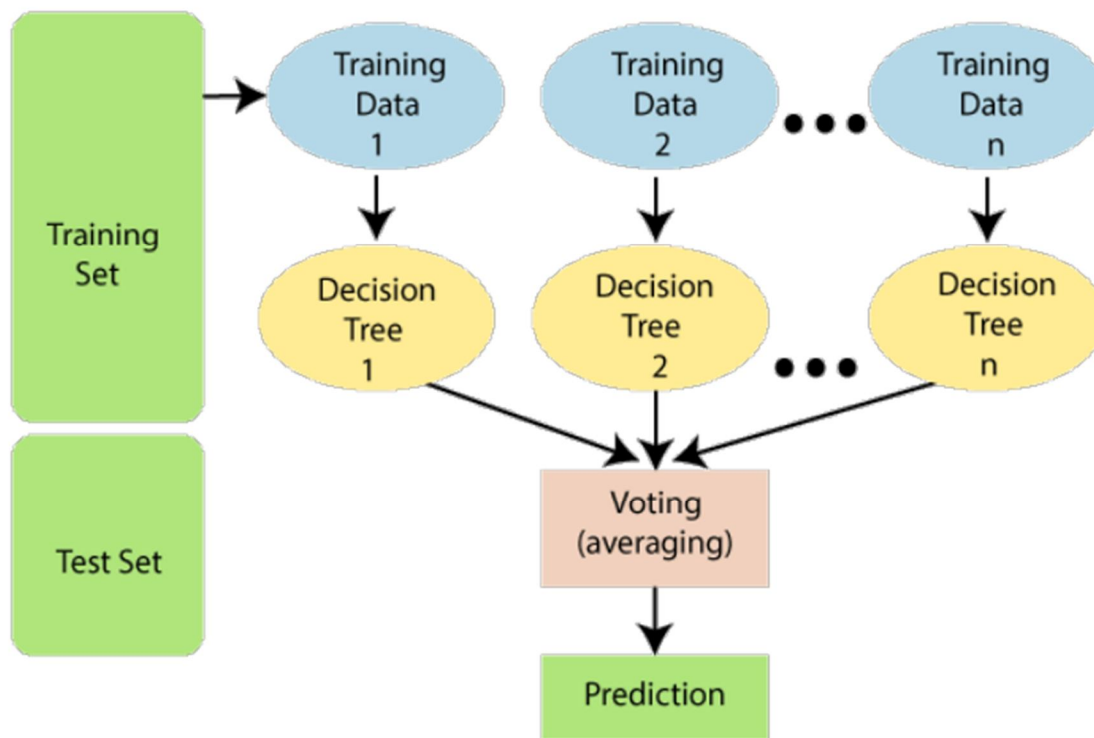 Training
Set
Training
Data
1
Training
Data
2
Training
Data
n
Decision
Tree
1
Decision
Tree
2
Decision
Tree
n
Test Set
Voting
(averaging)
Prediction